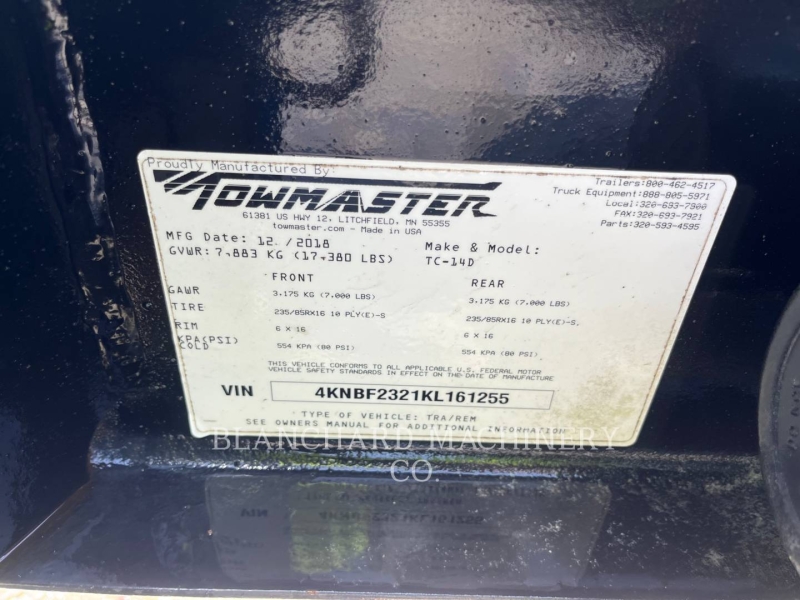 Proudly Manufactured By:
TOWMASTER
61381 US HWY 12, LITCHFIELD, MN 55355
towmaster.com - Made in USA
Trailers:800-462-4517
Truck Equipment:888-805-5971
Local:320-693-7900
FAX:320-693-7921
Parts:320-593-4595
MFG Date: 12 /2018
GVWR: 7,883 KG (17,380 LBS)
Make & Model:
TC-14D
FRONT REAR
GAWR 3,175 KG (7,000 LBS) 3,175 KG (7,000 LBS)
TIRE 235/85RX16 10 PLY(E)-S, 235/85RX16 10 PLY(E)-S,
RIM 6 X 16 6 X 16
KPA(PSI)
COLD 554 KPA (80 PSI) 554 KPA (80 PSI)
THIS VEHICLE CONFORMS TO ALL APPLICABLE U.S. FEDERAL MOTOR
VEHICLE SAFETY STANDARDS IN EFFECT ON THE DATE OF MANUFACTURE
VIN 4KNBF2321KL161255
TYPE OF VEHICLE: TRA/REM
SEE OWNERS MANUAL FOR ADDITIONAL INFORMATION
BLANCHARD MACHINERY
CO.